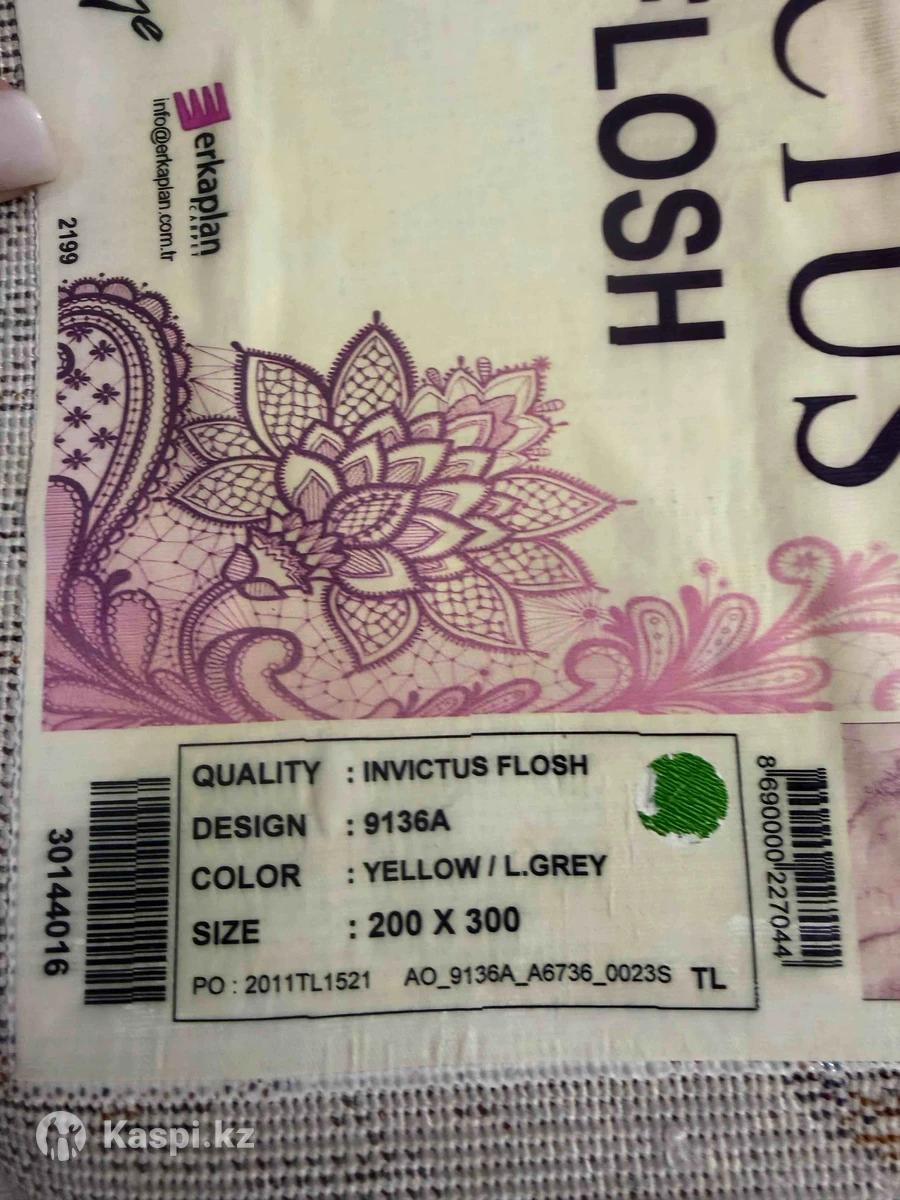 erkaplan
CARPET
info@erkaplan.com.tr
2199
FLOSH
CTUS
QUALITY : INVICTUS FLOSH
DESIGN : 9136A
COLOR : YELLOW / L.GREY
SIZE : 200 X 300
PO : 2011TL1521 AO_9136A_A6736_0023S TL
30144016
8690000227044
Kaspi.kz